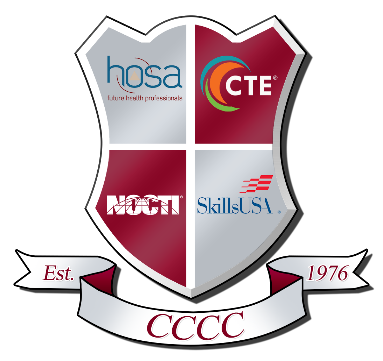 hosa
future health professionals
CTE®
NOCTI®
SkillsUSA®
Est.
1976
CCCC